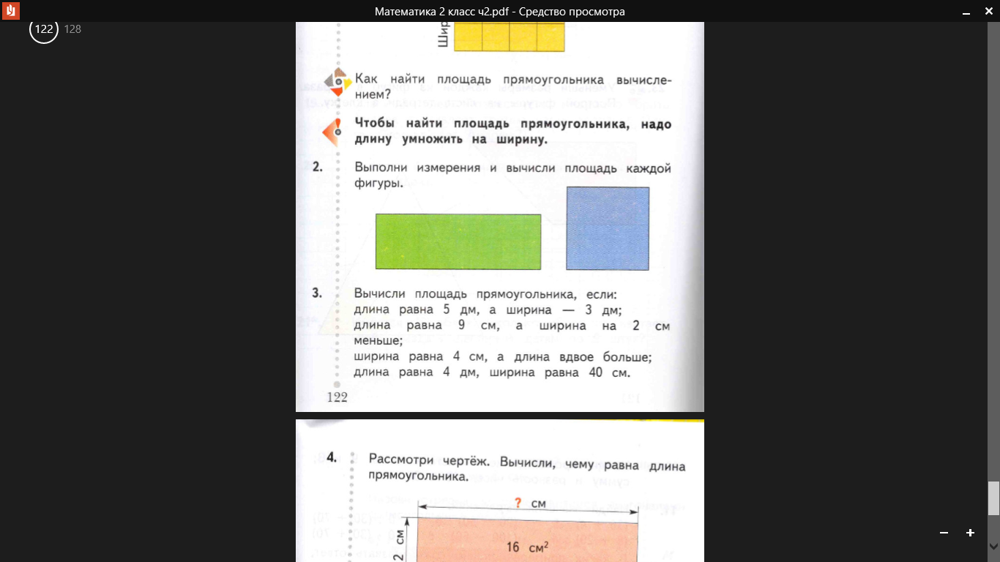 Математика 2 класс ч2.pdf - Средство просмотра
122 128
Шир
Как найти площадь прямоугольника вычисле-
нием?
Чтобы найти площадь прямоугольника, надо
длину умножить на ширину.
2. Выполни измерения и вычисли площадь каждой
фигуры.
3. Вычисли площадь прямоугольника, если:
длина равна 5 дм, а ширина — 3 дм;
длина равна 9 см, а ширина на 2 см
меньше;
ширина равна 4 см, а длина вдвое больше;
длина равна 4 дм, ширина равна 40 см.
122
4. Рассмотри чертёж. Вычисли, чему равна длина
прямоугольника.
? см
2 см
16 см²